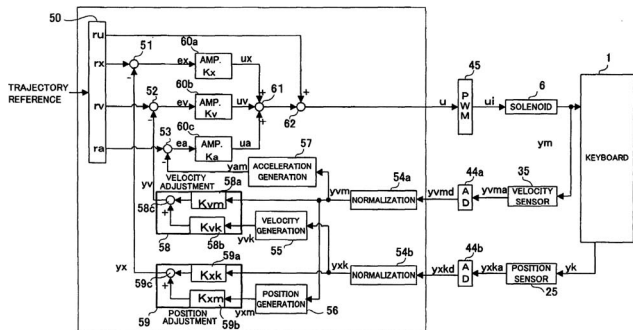 50
ru
rx
rv
ra
TRAJECTORY
REFERENCE
51
52
53
ex
ev
ea
60a
AMP.
Kx
60b
AMP.
Kv
60c
AMP.
Ka
ux
uv
ua
61
62
u
45
PWM
ui
6
SOLENOID
1
KEYBOARD
ym
yam
57
ACCLERATION
GENERATION
VELOCITY
ADJUSTMENT
yv
58a
Kvm
58c
Kvk
58
58b
yvk
VELOCITY
GENERATION
55
yvm
54a
NORMALIZATION
yvmd
44a
AD
yvma
35
VELOCITY
SENSOR
59a
Kxk
yx
59c
Kxm
59
59b
POSITION ADJUSTMENT
yxk
yxm
POSITION
GENERATION
56
54b
NORMALIZATION
yxkd
44b
AD
yxka
POSITION
SENSOR
25
yk